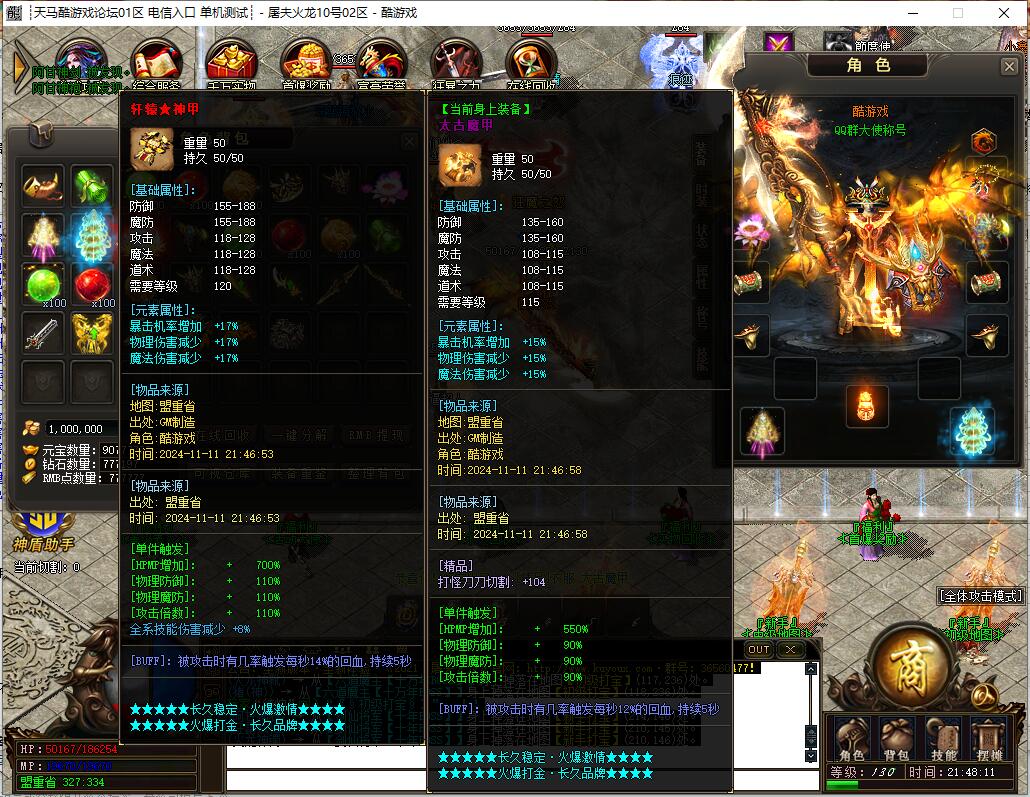 天马酷游戏论坛01区 电信入口 单机测试 - 屠夫火龙10号02区 - 酷游戏
轩辕★神甲
重量 50
持久 50/50
[基础属性]:
防御 155-188
魔防 155-188
攻击 118-128
魔法 118-128
道术 118-128
需要等级 120
[元素属性]:
暴击机率增加 +17%
物理伤害减少 +17%
魔法伤害减少 +17%
[物品来源]
地图:盟重省
出处:GM制造
角色:酷游戏
时间:2024-11-11 21:46:53
[物品来源]
出处: 盟重省
时间: 2024-11-11 21:46:53
[单件触发]
[HPMP增加]: + 700%
[物理防御]: + 110%
[物理魔防]: + 110%
[攻击倍数]: + 110%
全系技能伤害减少 +8%
[BUFF]: 被攻击时有几率触发每秒14%的回血,持续5秒
★★★★★长久稳定·火爆激情★★★★
★★★★★火爆打金·长久品牌★★★★
【当前身上装备】
太古魔甲
重量 50
持久 50/50
[基础属性]:
防御 135-160
魔防 135-160
攻击 108-115
魔法 108-115
道术 108-115
需要等级 115
[元素属性]:
暴击机率增加 +15%
物理伤害减少 +15%
魔法伤害减少 +15%
[物品来源]
地图:盟重省
出处:GM制造
角色:酷游戏
时间:2024-11-11 21:46:58
[物品来源]
出处: 盟重省
时间: 2024-11-11 21:46:58
[精品]
打怪刀刀切割: +104
[单件触发]
[HPMP增加]: + 550%
[物理防御]: + 90%
[物理魔防]: + 90%
[攻击倍数]: + 90%
[BUFF]: 被攻击时有几率触发每秒12%的回血,持续5秒
★★★★★长久稳定·火爆激情★★★★
★★★★★火爆打金·长久品牌★★★★
角 色
酷游戏
QQ群大使称号
x100
x100
1,000,000
元宝数量: 907
钻石数量: 777
RMB点数量: 77
神盾助手
当前切割: 0
『福利』
『新手』
『新手』
[全体攻击模式]
OUT
X
商
角色
背包
技能
摆摊
等级: 130
时间: 21:48:11
HP: 50167/186254
MP:
盟重省 327:334